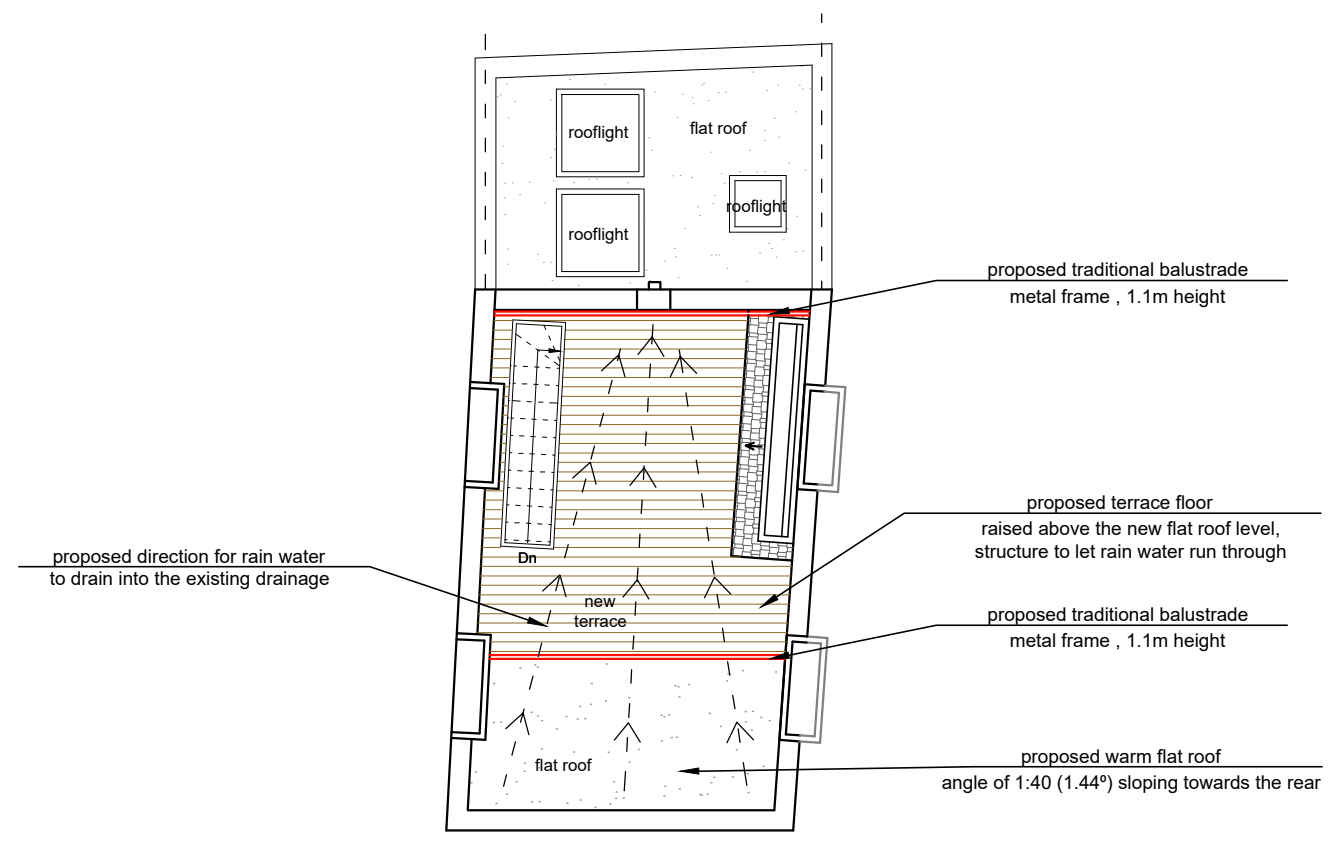 rooflight
flat roof
rooflight
rooflight
proposed traditional balustrade
metal frame , 1.1m height
proposed terrace floor
raised above the new flat roof level,
structure to let rain water run through
proposed direction for rain water
to drain into the existing drainage
Dn
new
terrace
proposed traditional balustrade
metal frame , 1.1m height
flat roof
proposed warm flat roof
angle of 1:40 (1.44º) sloping towards the rear